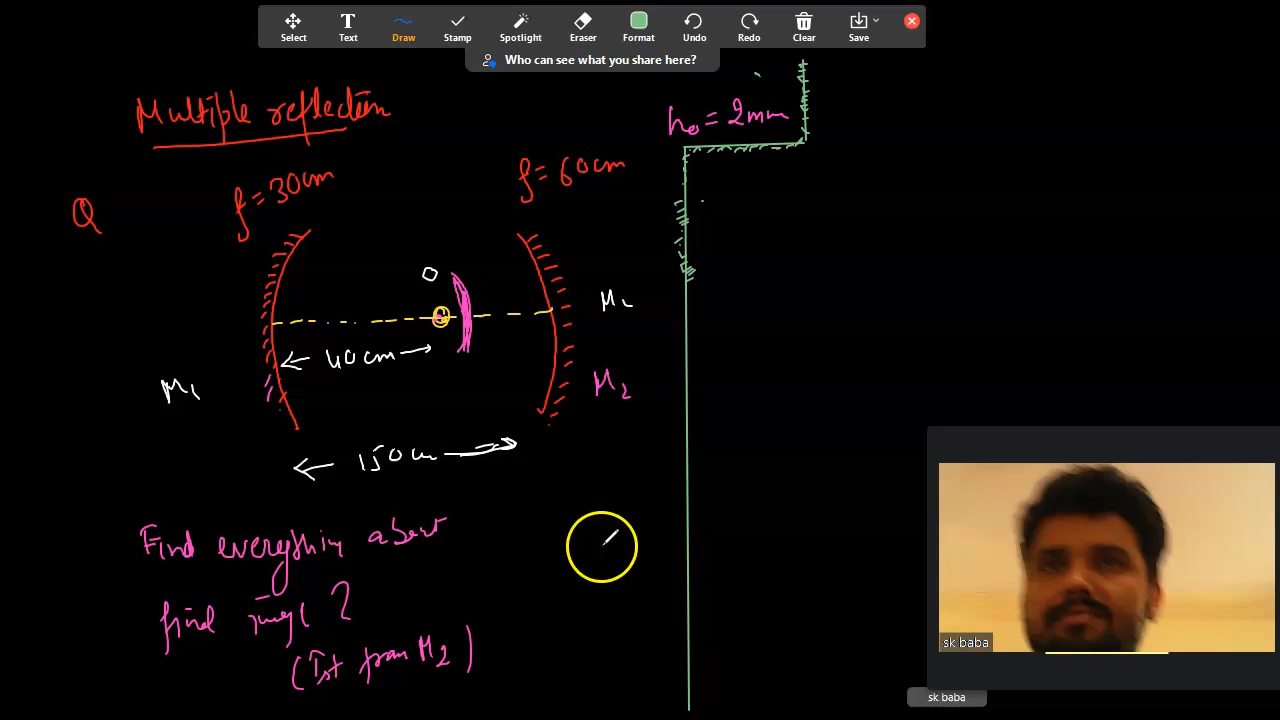 Select Text Draw Stamp Spotlight Eraser Format Undo Redo Clear Save
Who can see what you share here?
Multiple reflection
h₀ = 2mm
f = 30cm
f = 60cm
Q
O
M₂
40cm
M₁
M₂
150cm
Find everything about
find
(Ist from M₂)
sk baba
sk baba